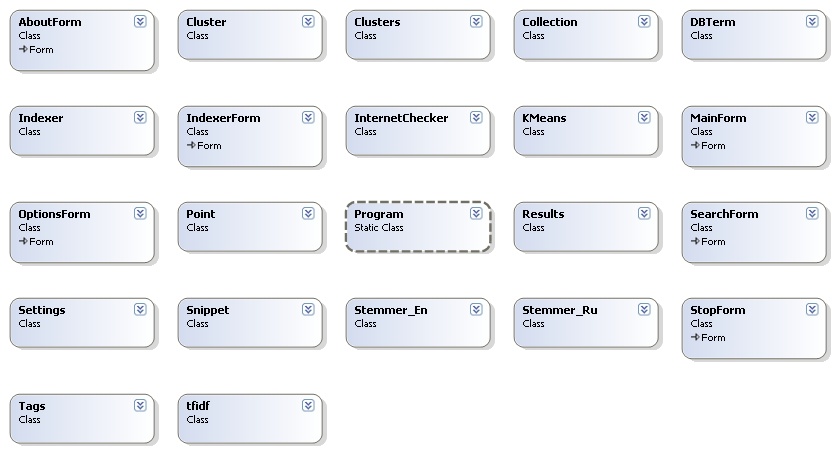 AboutForm
Class
Form
Cluster
Class
Clusters
Class
Collection
Class
DBTerm
Class
Indexer
Class
IndexerForm
Class
Form
InternetChecker
Class
KMeans
Class
MainForm
Class
Form
OptionsForm
Class
Form
Point
Class
Program
Static Class
Results
Class
SearchForm
Class
Form
Settings
Class
Snippet
Class
Stemmer_En
Class
Stemmer_Ru
Class
StopForm
Class
Form
Tags
Class
tfidf
Class